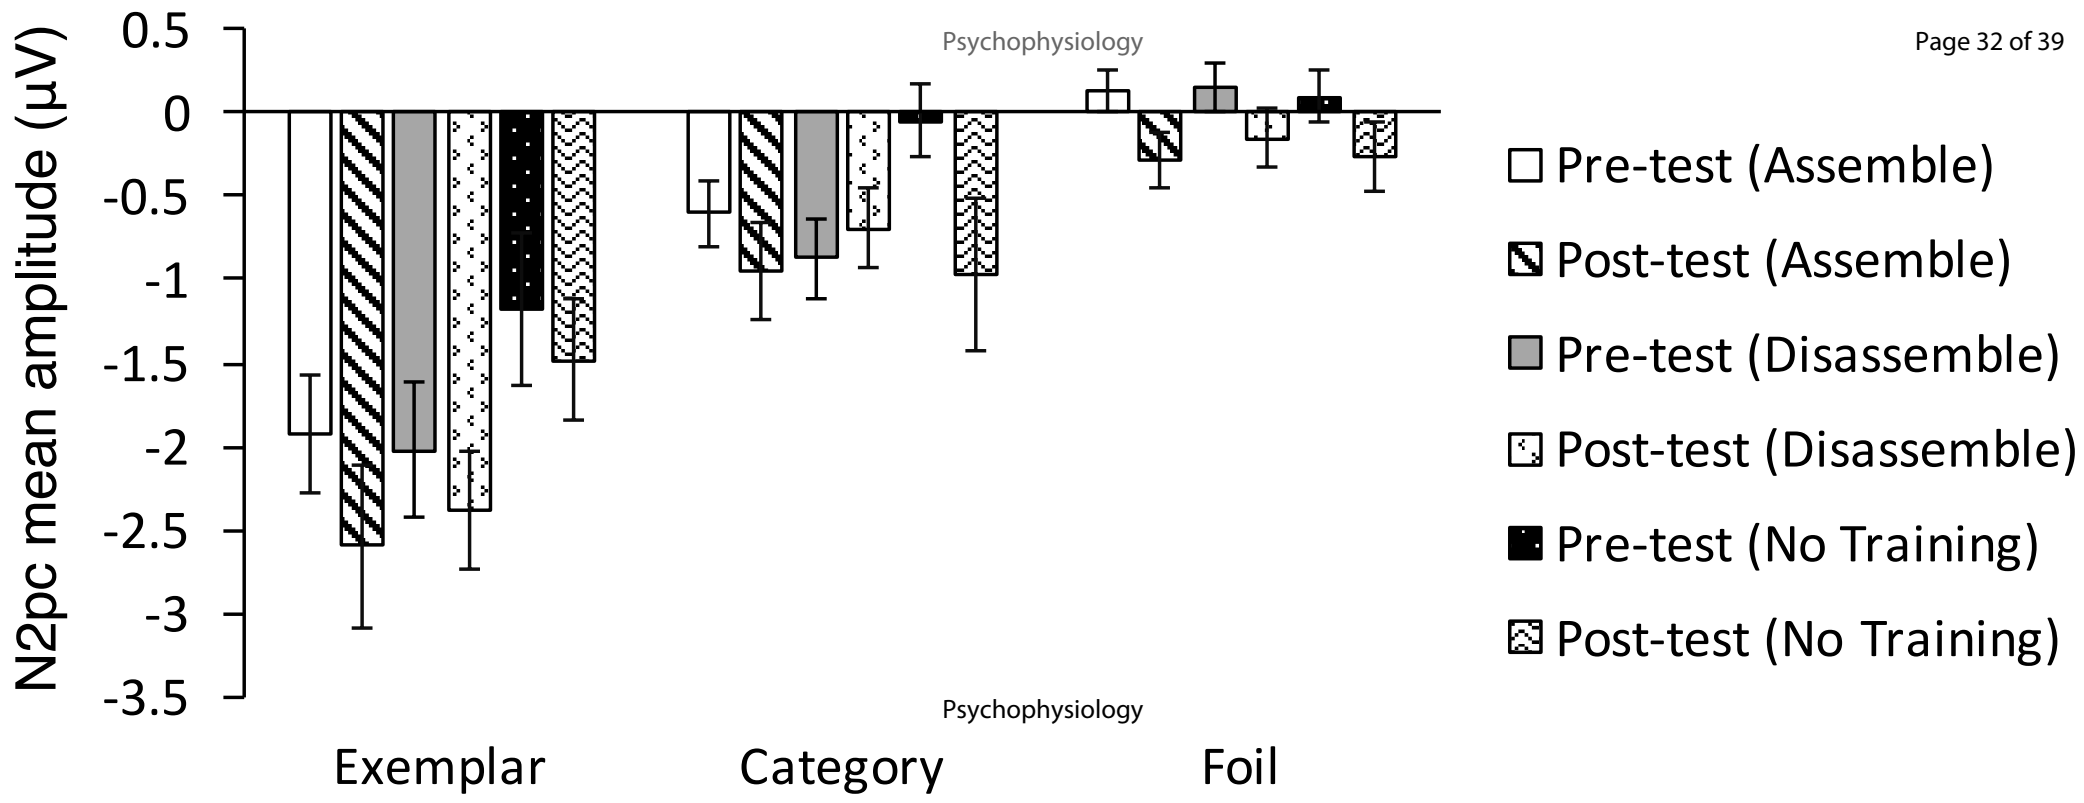 Psychophysiology
Page 32 of 39
N2pc mean amplitude (µV)
0.5
0
-0.5
-1
-1.5
-2
-2.5
-3
-3.5
Exemplar
Category
Foil
Pre-test (Assemble)
Post-test (Assemble)
Pre-test (Disassemble)
Post-test (Disassemble)
Pre-test (No Training)
Post-test (No Training)
Psychophysiology